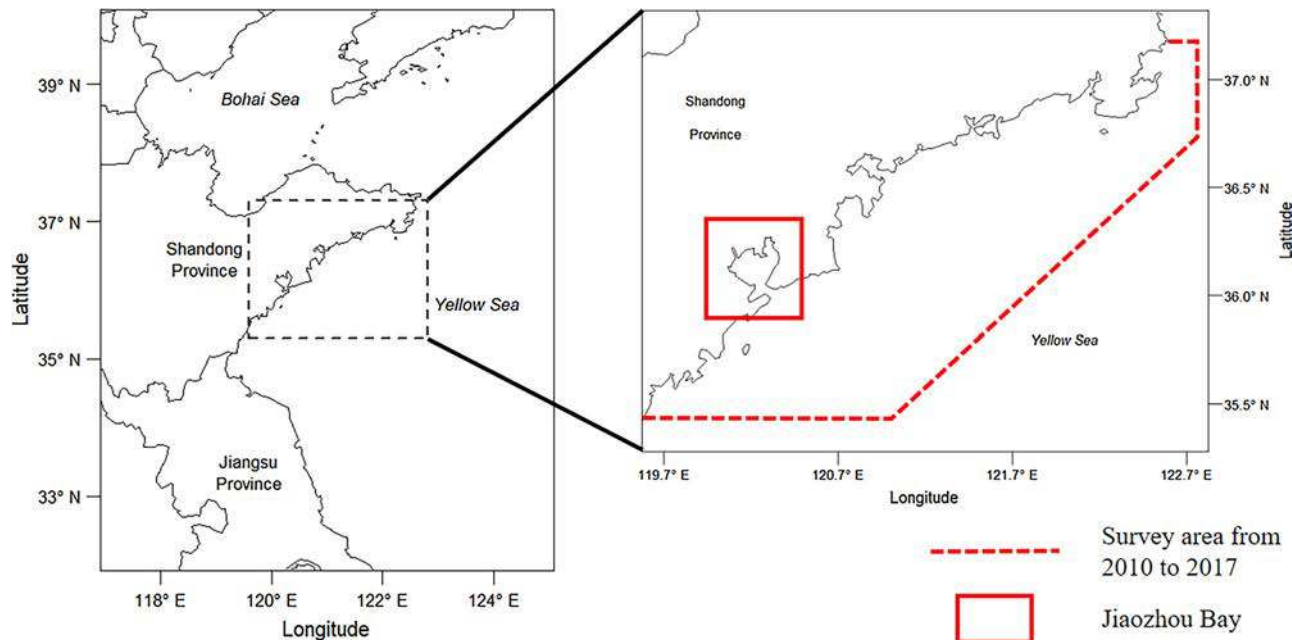 39° N
37° N
35° N
33° N
Latitude
118° E
120° E
122° E
124° E
Longitude
Bohai Sea
Shandong
Province
Yellow Sea
Jiangsu
Province
Shandong
Province
Yellow Sea
37.0° N
36.5° N
36.0° N
35.5° N
Latitude
119.7° E
120.7° E
121.7° E
122.7° E
Longitude
Survey area from
2010 to 2017
Jiaozhou Bay